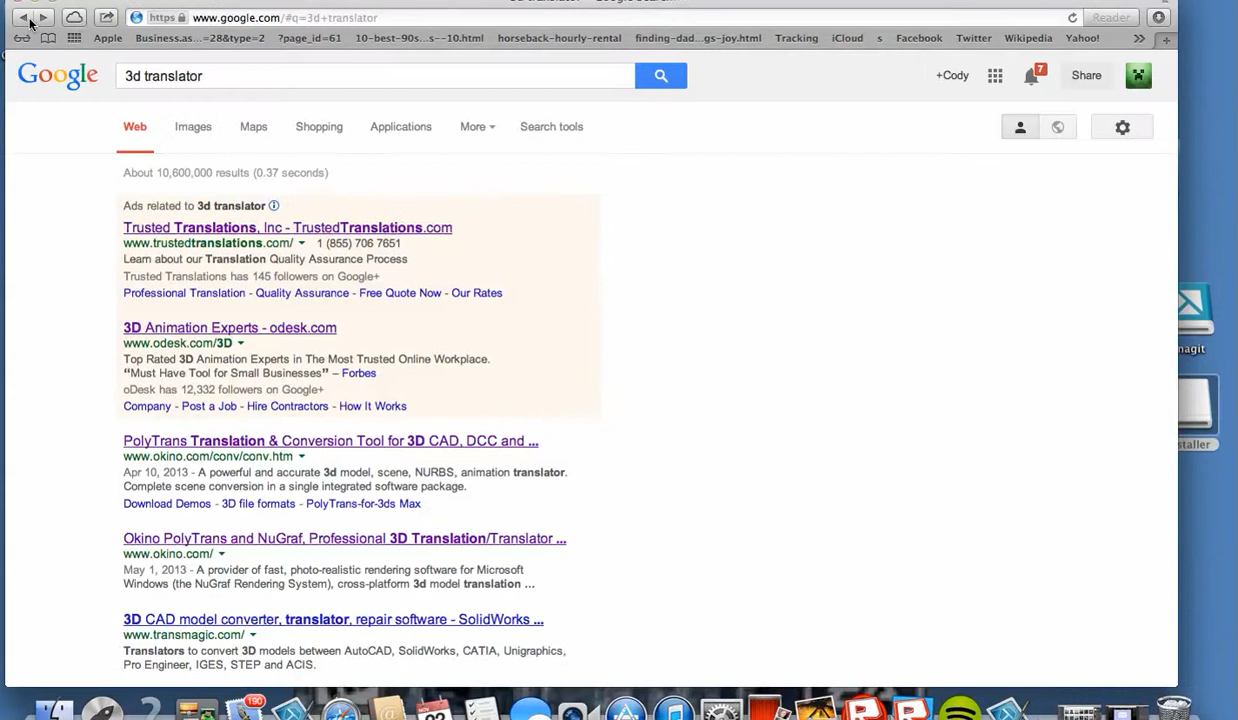 https www.google.com/#q=3d+translator Reader
Apple Business.as...=28&type=2 ?page_id=61 10-best-90s...s--10.html horseback-hourly-rental finding-dad...gs-joy.html Tracking iCloud s Facebook Twitter Wikipedia Yahoo!
Google 3d translator +Cody 7 Share
Web Images Maps Shopping Applications More Search tools
About 10,600,000 results (0.37 seconds)
Ads related to 3d translator
Trusted Translations, Inc - TrustedTranslations.com
www.trustedtranslations.com/ 1 (855) 706 7651
Learn about our Translation Quality Assurance Process
Trusted Translations has 145 followers on Google+
Professional Translation - Quality Assurance - Free Quote Now - Our Rates
3D Animation Experts - odesk.com
www.odesk.com/3D
Top Rated 3D Animation Experts in The Most Trusted Online Workplace.
“Must Have Tool for Small Businesses” – Forbes
oDesk has 12,332 followers on Google+
Company - Post a Job - Hire Contractors - How It Works
PolyTrans Translation & Conversion Tool for 3D CAD, DCC and ...
www.okino.com/conv/conv.htm
Apr 10, 2013 - A powerful and accurate 3d model, scene, NURBS, animation translator.
Complete scene conversion in a single integrated software package.
Download Demos - 3D file formats - PolyTrans-for-3ds Max
Okino PolyTrans and NuGraf, Professional 3D Translation/Translator ...
www.okino.com/
May 1, 2013 - A provider of fast, photo-realistic rendering software for Microsoft
Windows (the NuGraf Rendering System), cross-platform 3d model translation ...
3D CAD model converter, translator, repair software - SolidWorks ...
www.transmagic.com/
Translators to convert 3D models between AutoCAD, SolidWorks, CATIA, Unigraphics,
Pro Engineer, IGES, STEP and ACIS.
magit
staller
190
NOV